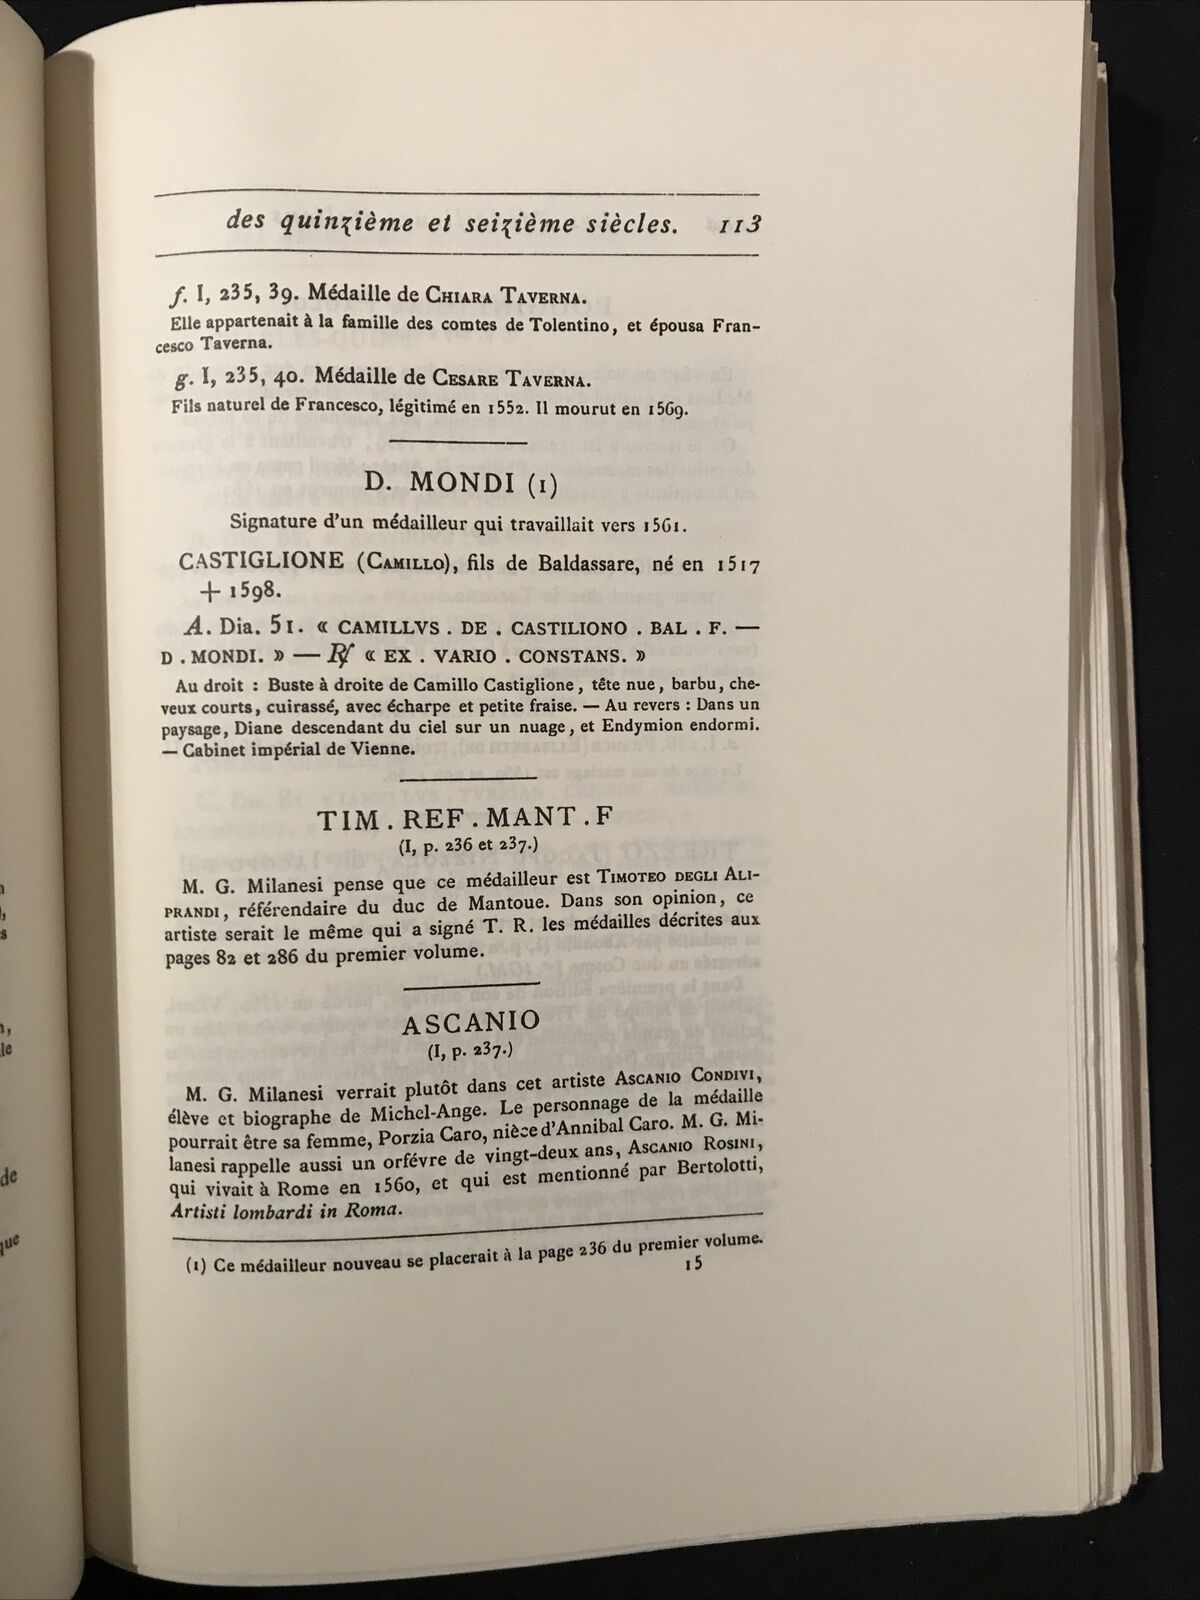 des quinzième et seizième siècles. 113
f. I, 235, 39. Médaille de CHIARA TAVERNA.
Elle appartenait à la famille des comtes de Tolentino, et épousa Fran-
cesco Taverna.
g. I, 235, 40. Médaille de CESARE TAVERNA.
Fils naturel de Francesco, légitimé en 1552. Il mourut en 1569.
D. MONDI (1)
Signature d'un médailleur qui travaillait vers 1561.
CASTIGLIONE (CAMILLO), fils de Baldassare, né en 1517
+ 1598.
A. Dia. 51. « CAMILLVS . DE . CASTILIONO . BAL . F. —
D . MONDI. » — ℞ « EX . VARIO . CONSTANS. »
Au droit : Buste à droite de Camillo Castiglione, tête nue, barbu, che-
veux courts, cuirassé, avec écharpe et petite fraise. — Au revers : Dans un
paysage, Diane descendant du ciel sur un nuage, et Endymion endormi.
— Cabinet impérial de Vienne.
TIM . REF . MANT . F
(I, p. 236 et 237.)
M. G. Milanesi pense que ce médailleur est TIMOTEO DEGLI ALI-
PRANDI, référendaire du duc de Mantoue. Dans son opinion, ce
artiste serait le même qui a signé T. R. les médailles décrites aux
pages 82 et 286 du premier volume.
ASCANIO
(I, p. 237.)
M. G. Milanesi verrait plutôt dans cet artiste ASCANIO CONDIVI,
élève et biographe de Michel-Ange. Le personnage de la médaille
pourrait être sa femme, Porzia Caro, nièce d'Annibal Caro. M. G. Mi-
lanesi rappelle aussi un orfévre de vingt-deux ans, ASCANIO ROSINI,
qui vivait à Rome en 1560, et qui est mentionné par Bertolotti,
Artisti lombardi in Roma.
(1) Ce médailleur nouveau se placerait à la page 236 du premier volume.
15
le
de
que